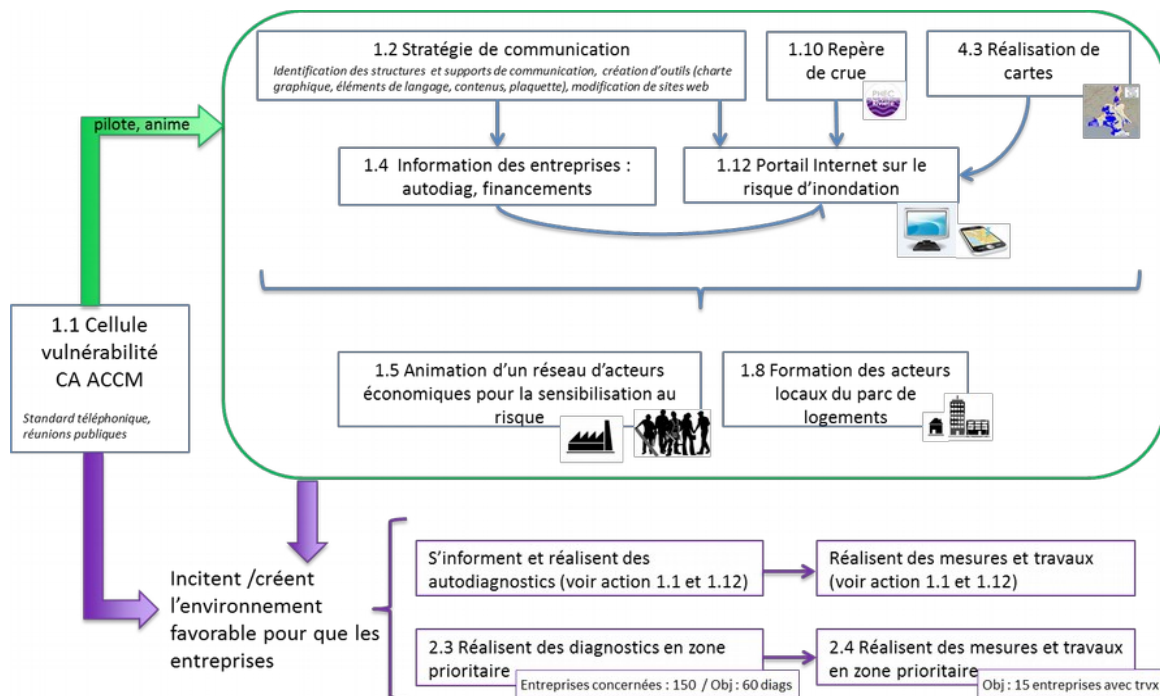 1.2 Stratégie de communication
Identification des structures et supports de communication, création d'outils (charte
graphique, éléments de langage, contenus, plaquette), modification de sites web
1.10 Repère
de crue
PHEC
4.3 Réalisation de
cartes
pilote, anime
1.4 Information des entreprises :
autodiag, financements
1.12 Portail Internet sur le
risque d'inondation
1.1 Cellule
vulnérabilité
CA ACCM
Standard téléphonique,
réunions publiques
1.5 Animation d'un réseau d'acteurs
économiques pour la sensibilisation au
risque
1.8 Formation des acteurs
locaux du parc de
logements
Incitent /créent
l'environnement
favorable pour que les
entreprises
S'informent et réalisent des
autodiagnostics (voir action 1.1 et 1.12)
Réalisent des mesures et travaux
(voir action 1.1 et 1.12)
2.3 Réalisent des diagnostics en zone
prioritaire
Entreprises concernées : 150 / Obj : 60 diags
2.4 Réalisent des mesures et travaux
en zone prioritaire
Obj : 15 entreprises avec trvx